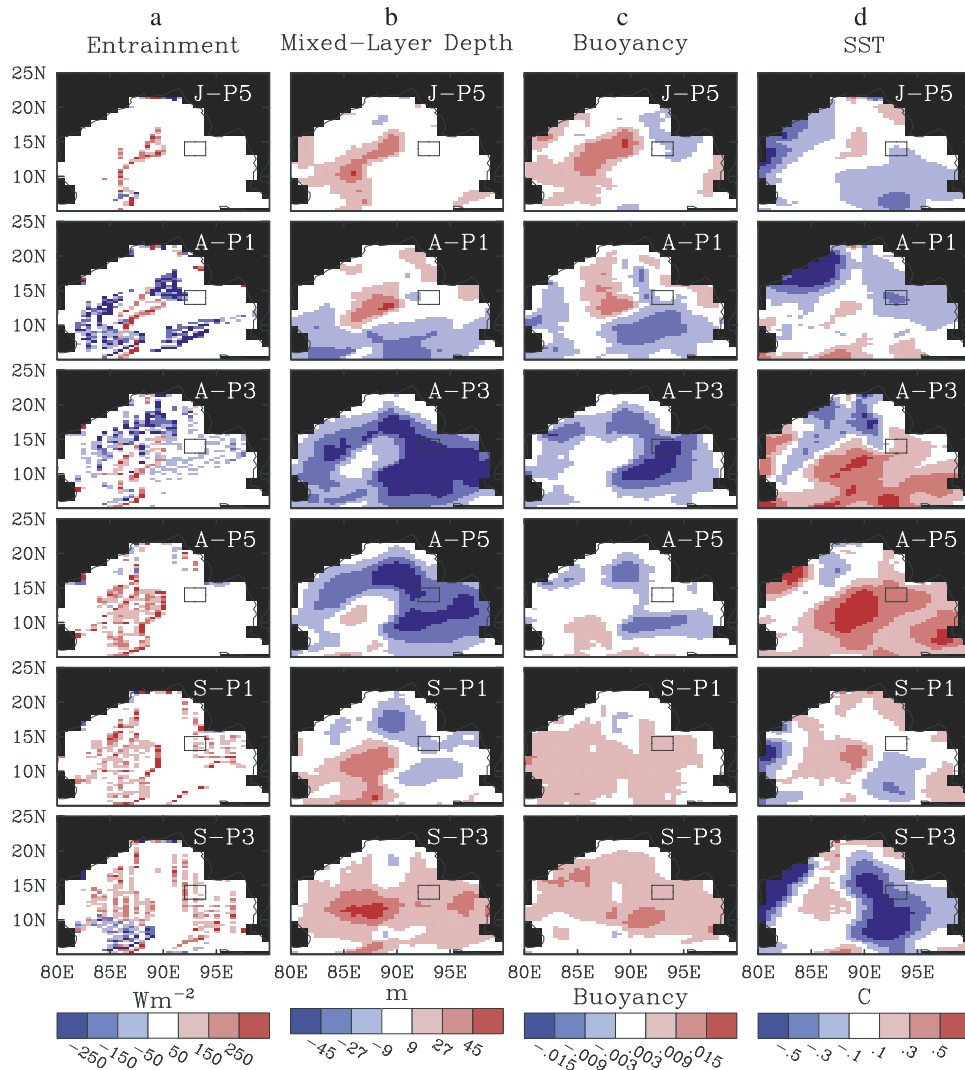 a b c d
Entrainment Mixed-Layer Depth Buoyancy SST
25N J-P5 J-P5 J-P5 J-P5
20N
15N
10N
25N A-P1 A-P1 A-P1 A-P1
20N
15N
10N
25N A-P3 A-P3 A-P3 A-P3
20N
15N
10N
25N A-P5 A-P5 A-P5 A-P5
20N
15N
10N
25N S-P1 S-P1 S-P1 S-P1
20N
15N
10N
25N S-P3 S-P3 S-P3 S-P3
20N
15N
10N
80E 85E 90E 95E 80E 85E 90E 95E 80E 85E 90E 95E 80E 85E 90E 95E
Wm⁻² m Buoyancy C
-250 -150 -50 50 150 250 -45 -27 -9 9 27 45 -.015 -.009 -.003 .003 .009 .015 -.5 -.3 -.1 .1 .3 .5